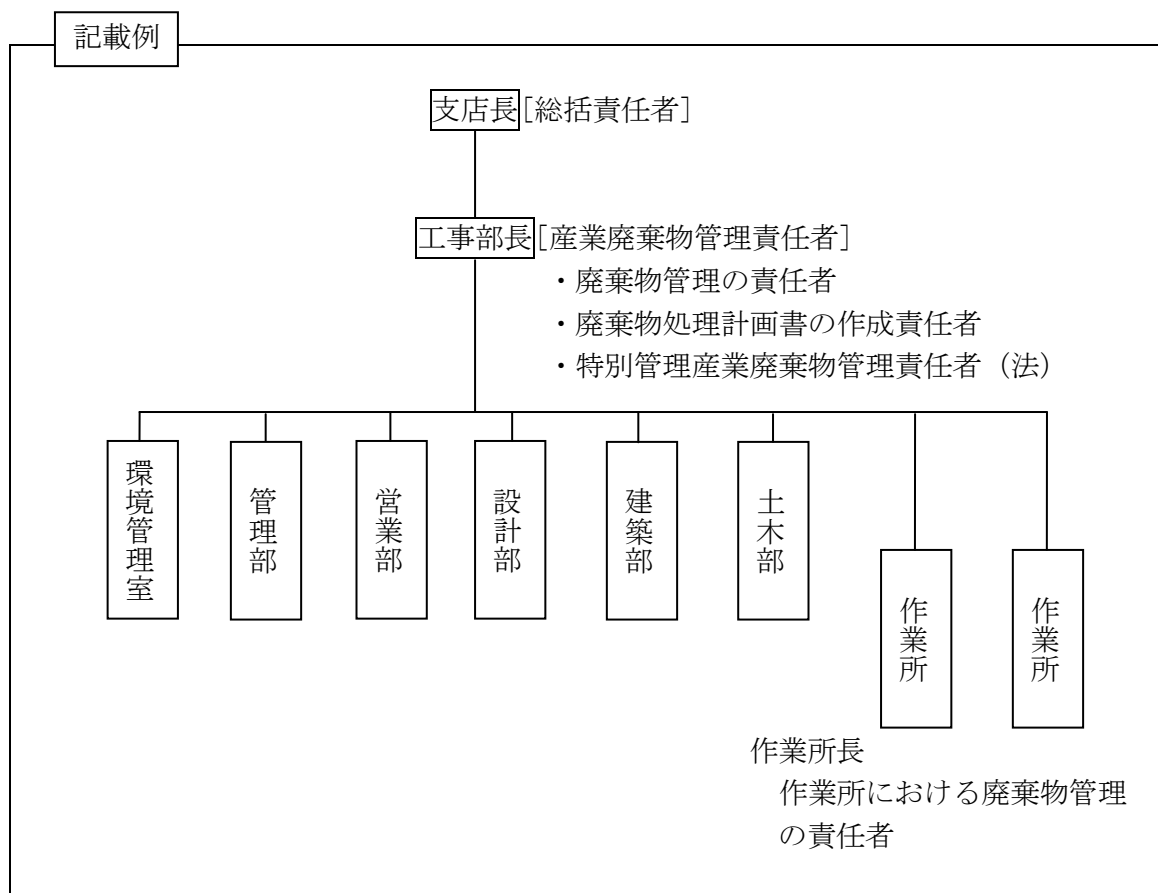 記載例
支店長[総括責任者]
工事部長[産業廃棄物管理責任者]
・廃棄物管理の責任者
・廃棄物処理計画書の作成責任者
・特別管理産業廃棄物管理責任者（法）
環境管理室
管理部
営業部
設計部
建築部
土木部
作業所
作業所
作業所長
作業所における廃棄物管理
の責任者